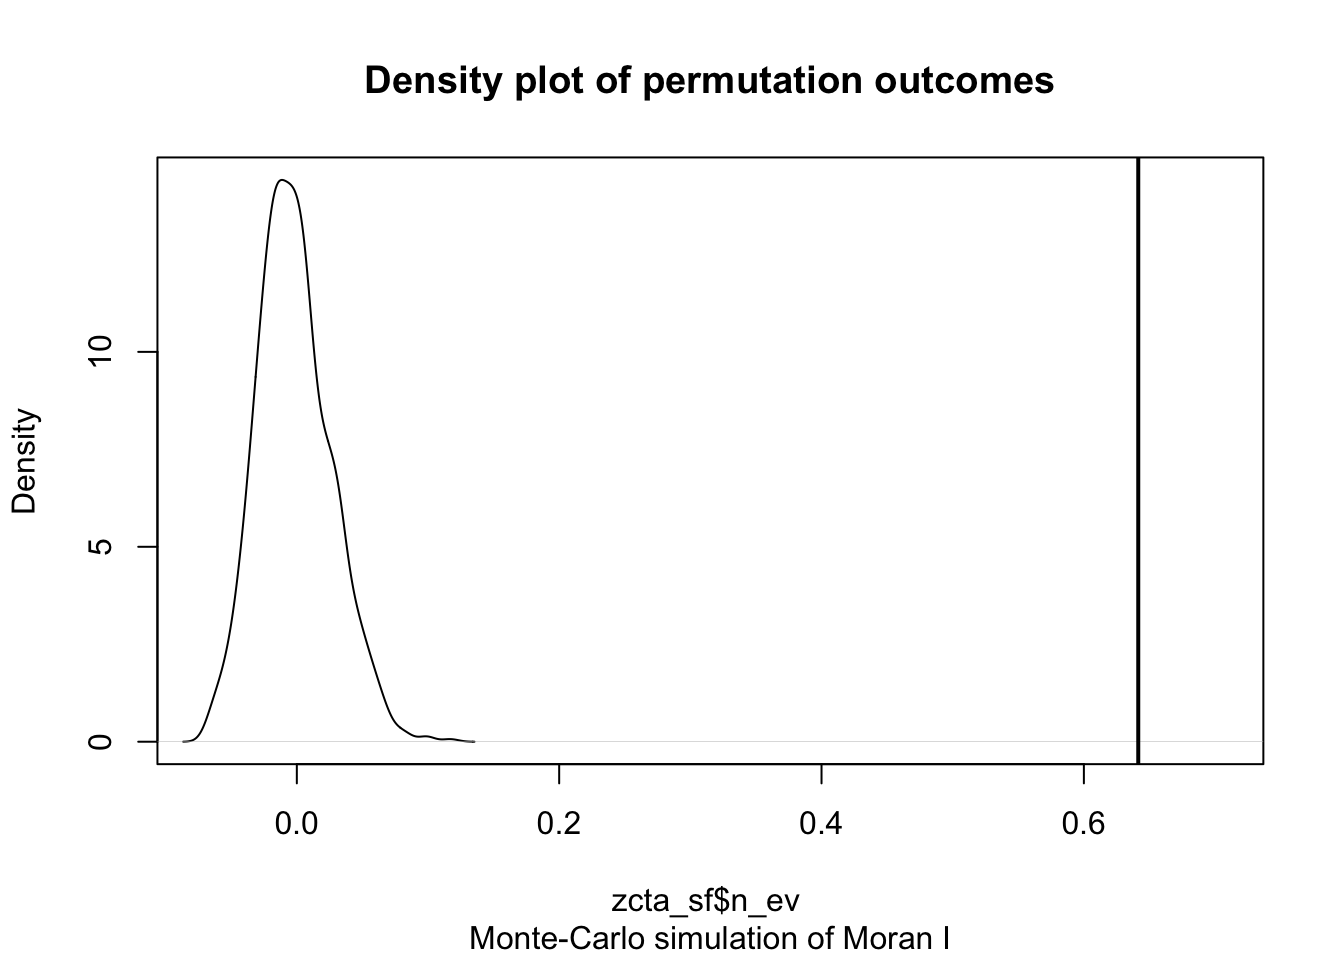 Density plot of permutation outcomes
Density
10
5
0
0.0 0.2 0.4 0.6
zcta_sf$n_ev
Monte-Carlo simulation of Moran I